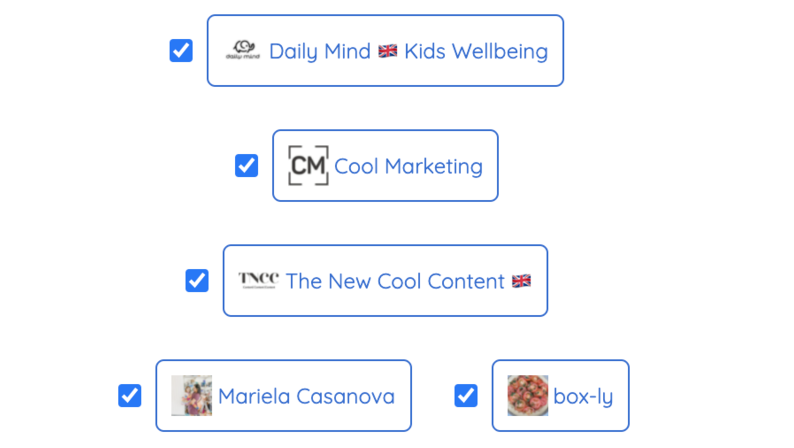 daily mind Daily Mind 🇬🇧 Kids Wellbeing
CM Cool Marketing
TNCC The New Cool Content 🇬🇧
Mariela Casanova
box-ly